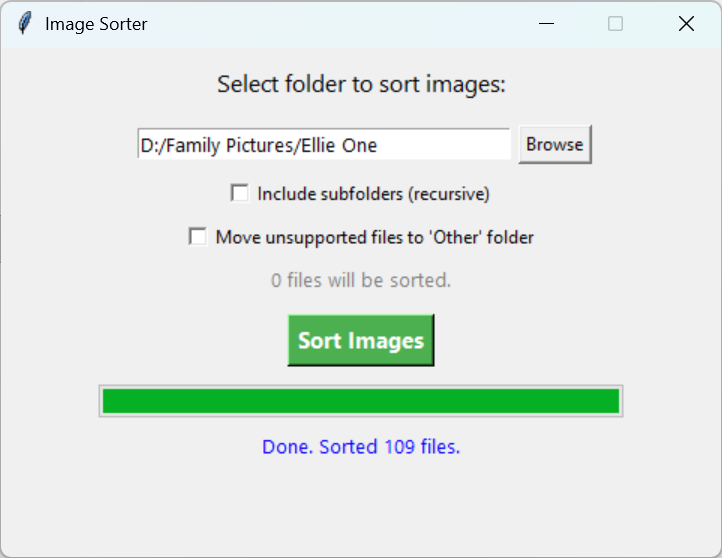 Image Sorter
Select folder to sort images:
D:/Family Pictures/Ellie One
Browse
Include subfolders (recursive)
Move unsupported files to 'Other' folder
0 files will be sorted.
Sort Images
Done. Sorted 109 files.